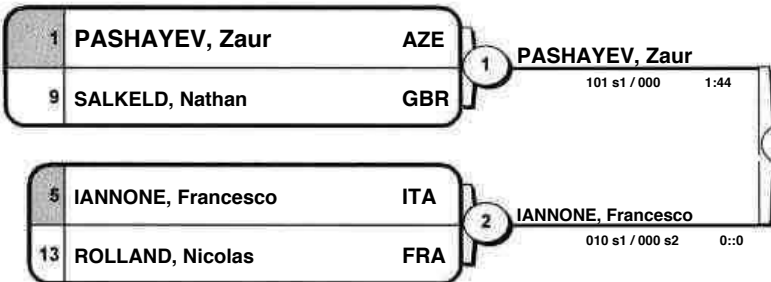 1 PASHAYEV, Zaur AZE
9 SALKELD, Nathan GBR
1 PASHAYEV, Zaur
101 s1 / 000 1:44
5 IANNONE, Francesco ITA
13 ROLLAND, Nicolas FRA
2 IANNONE, Francesco
010 s1 / 000 s2 0::0